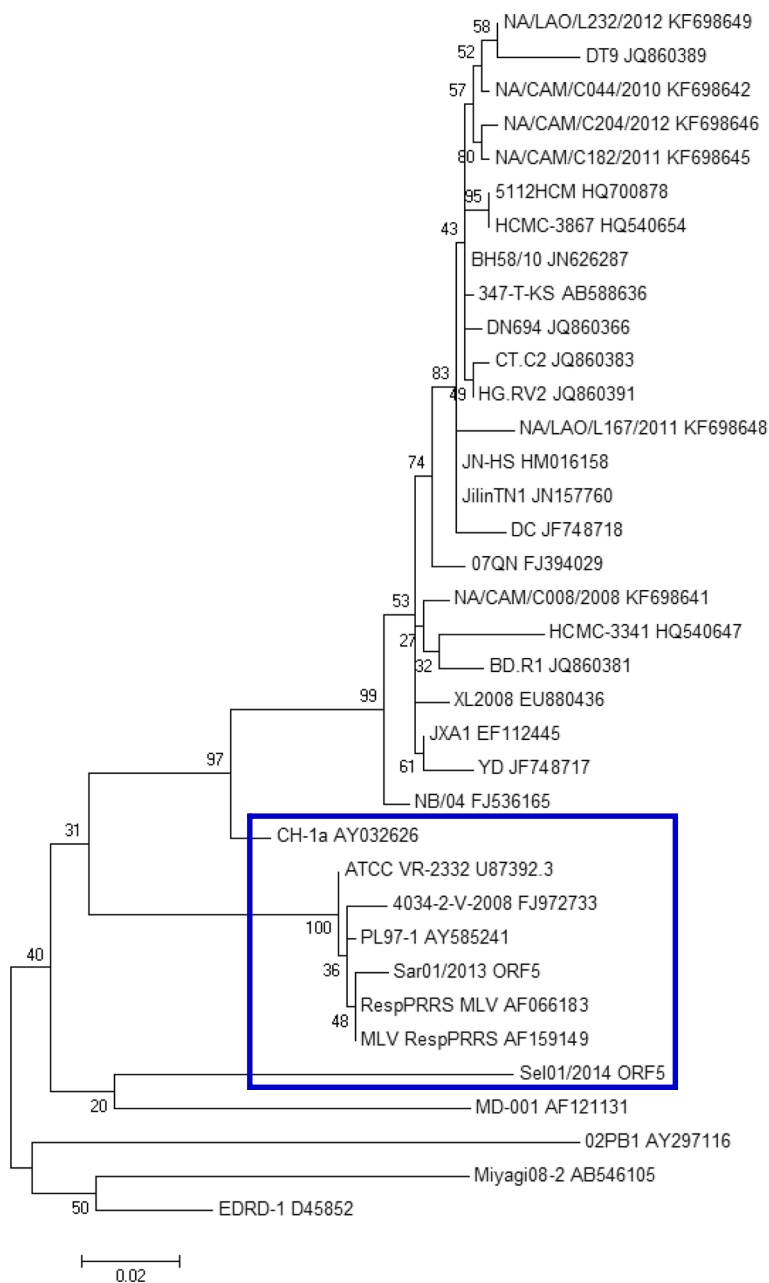 NA/LAO/L232/2012 KF698649
58
DT9 JQ860389
52
NA/CAM/C044/2010 KF698642
57
NA/CAM/C204/2012 KF698646
80
NA/CAM/C182/2011 KF698645
5112HCM HQ700878
95
HCMC-3867 HQ540654
43
BH58/10 JN626287
347-T-KS AB588636
DN694 JQ860366
CT.C2 JQ860383
83
49
HG.RV2 JQ860391
NA/LAO/L167/2011 KF698648
74
JN-HS HM016158
JilinTN1 JN157760
DC JF748718
07QN FJ394029
53
NA/CAM/C008/2008 KF698641
27
HCMC-3341 HQ540647
32
BD.R1 JQ860381
99
XL2008 EU880436
JXA1 EF112445
97
61
YD JF748717
NB/04 FJ536165
31
CH-1a AY032626
ATCC VR-2332 U87392.3
4034-2-V-2008 FJ972733
100
PL97-1 AY585241
40
36
Sar01/2013 ORF5
RespPRRS MLV AF066183
48
MLV RespPRRS AF159149
Sel01/2014 ORF5
20
MD-001 AF121131
02PB1 AY297116
Miyagi08-2 AB546105
50
EDRD-1 D45852
0.02